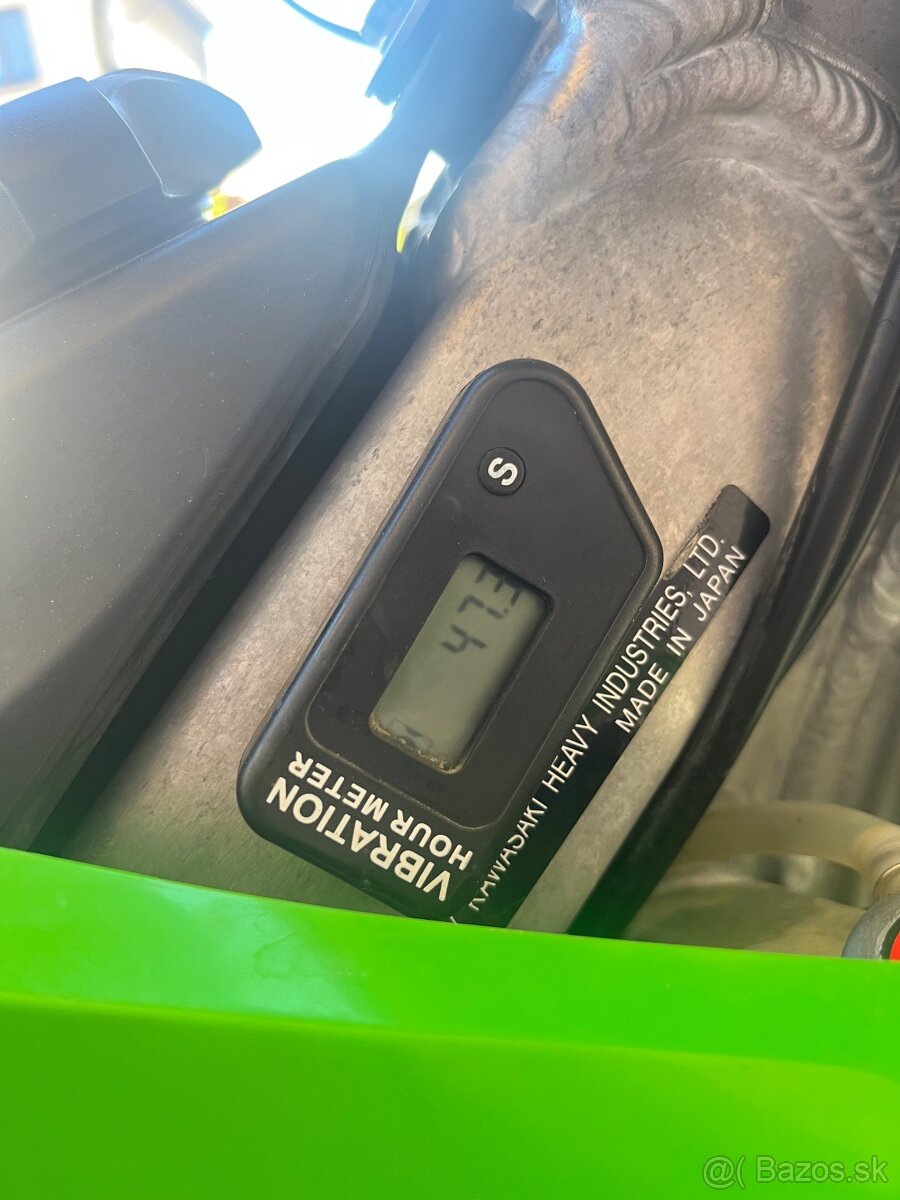 S
VIBRATION
HOUR METER
KAWASAKI HEAVY INDUSTRIES, LTD.
MADE IN JAPAN
@( Bazos.sk